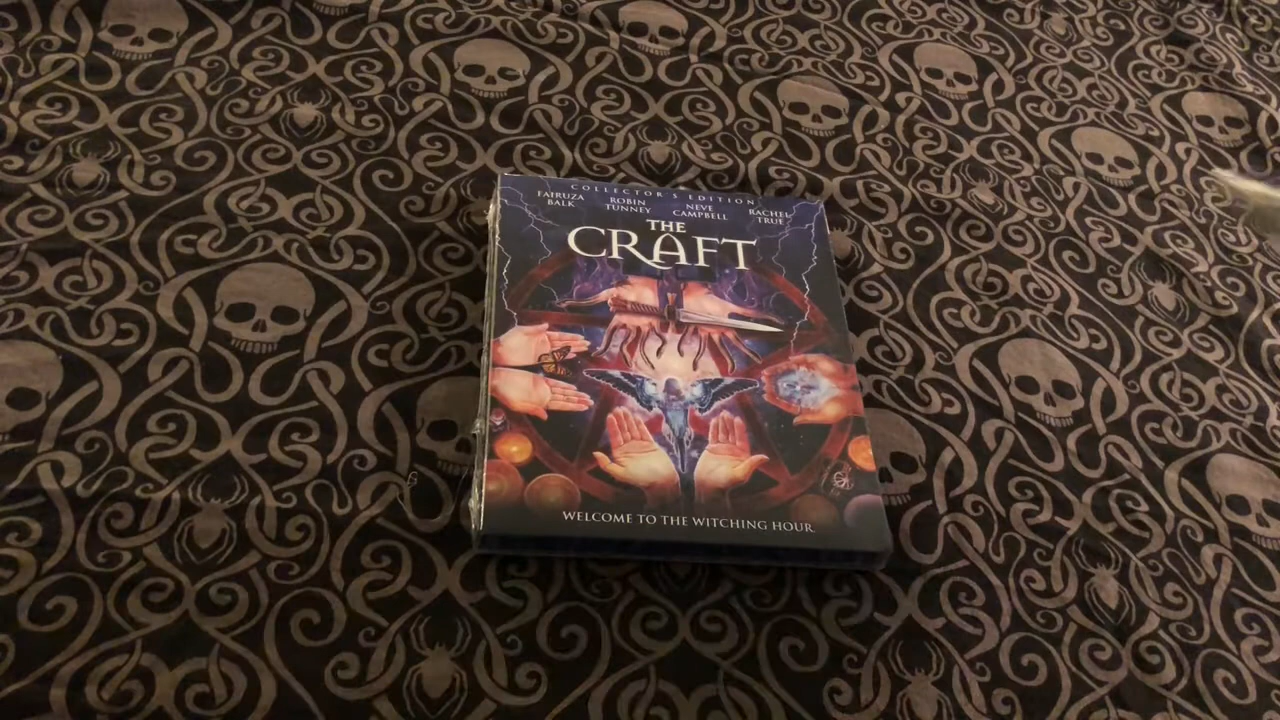 COLLECTOR'S EDITION
FAIRUZA BALK
ROBIN TUNNEY
NEVE CAMPBELL
RACHEL TRUE
THE
CRAFT
WELCOME TO THE WITCHING HOUR